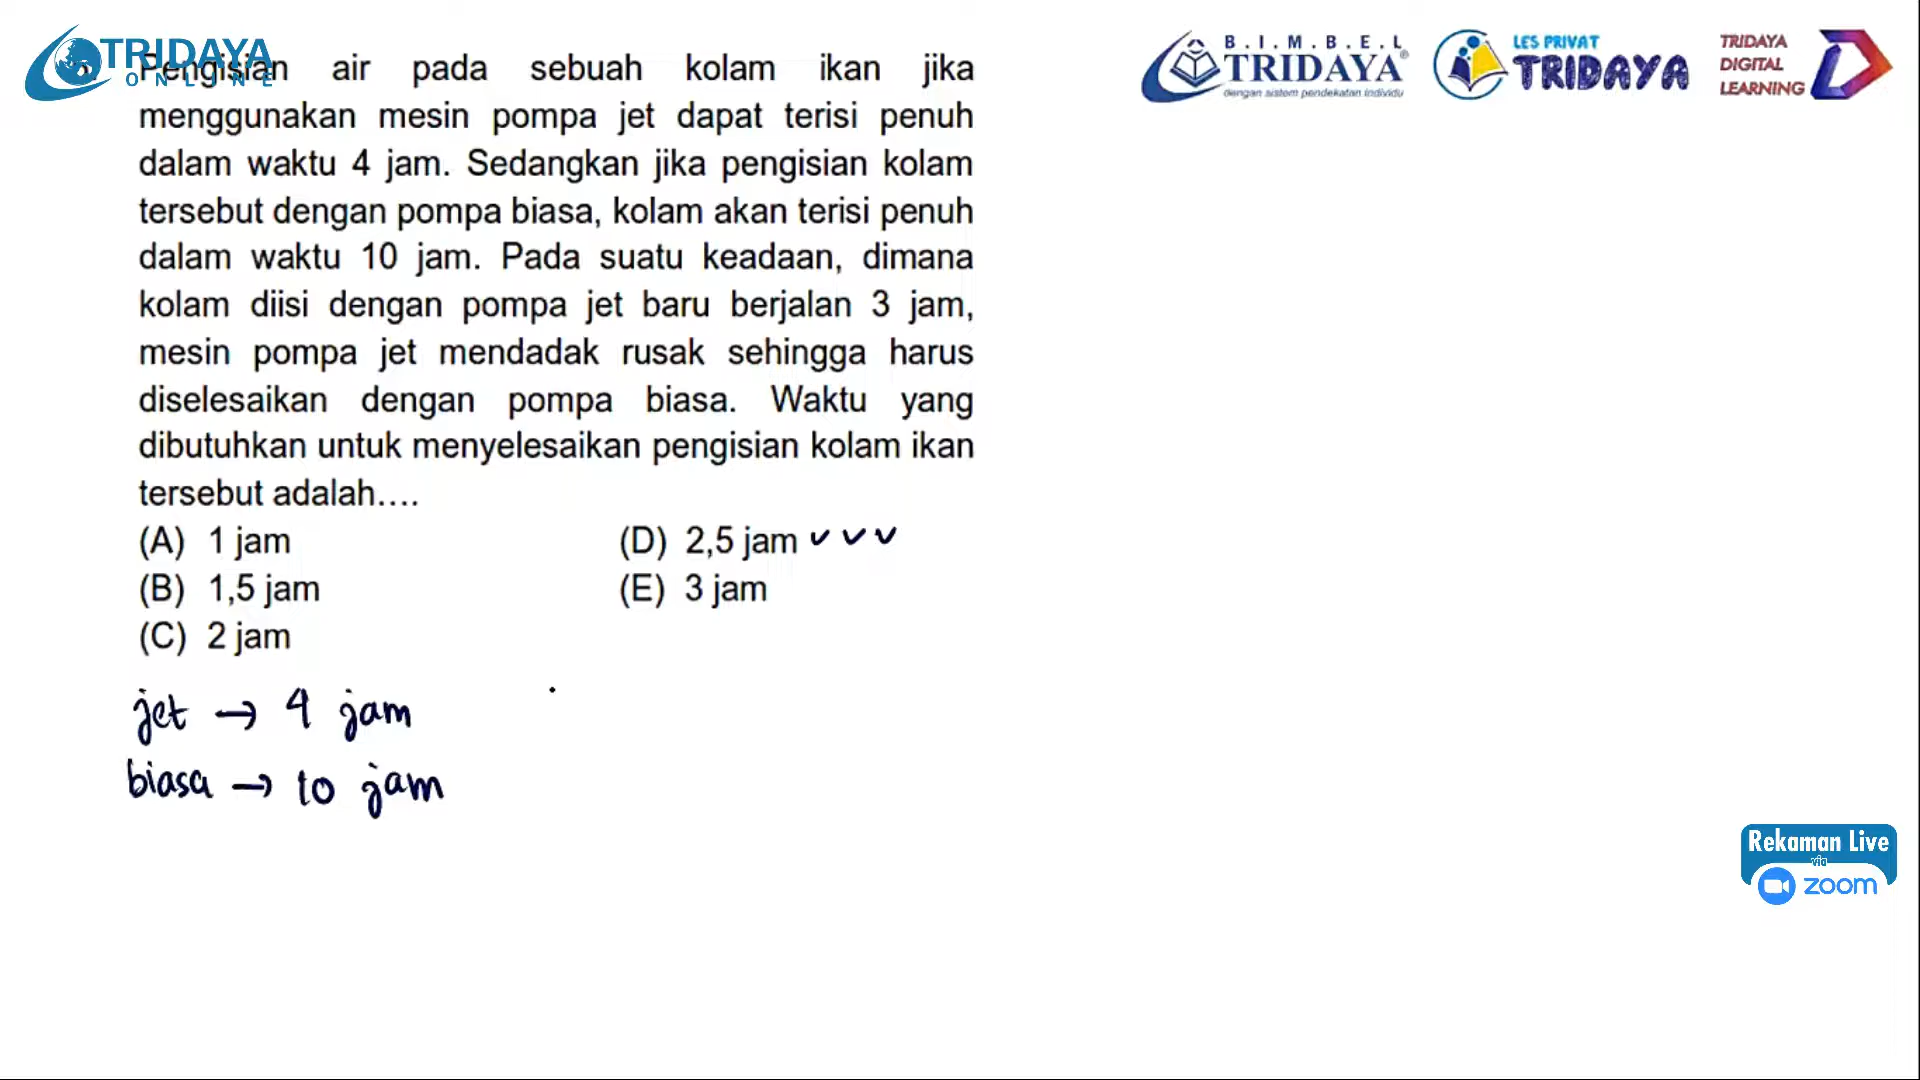 TRIDAYA
ONLINE
B.I.M.B.E.L
TRIDAYA®
dengan sistem pendekatan individu
LES PRIVAT
TRIDAYA
TRIDAYA
DIGITAL
LEARNING
Pengisian air pada sebuah kolam ikan jika
menggunakan mesin pompa jet dapat terisi penuh
dalam waktu 4 jam. Sedangkan jika pengisian kolam
tersebut dengan pompa biasa, kolam akan terisi penuh
dalam waktu 10 jam. Pada suatu keadaan, dimana
kolam diisi dengan pompa jet baru berjalan 3 jam,
mesin pompa jet mendadak rusak sehingga harus
diselesaikan dengan pompa biasa. Waktu yang
dibutuhkan untuk menyelesaikan pengisian kolam ikan
tersebut adalah....
(A) 1 jam
(B) 1,5 jam
(C) 2 jam
(D) 2,5 jam ✓ ✓ ✓
(E) 3 jam
jet → 4 jam
biasa → 10 jam
Rekaman Live
via
zoom